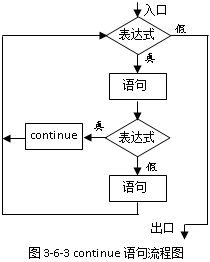 入口
表达式
假
真
语句
continue
真
表达式
假
语句
出口
图 3-6-3 continue 语句流程图